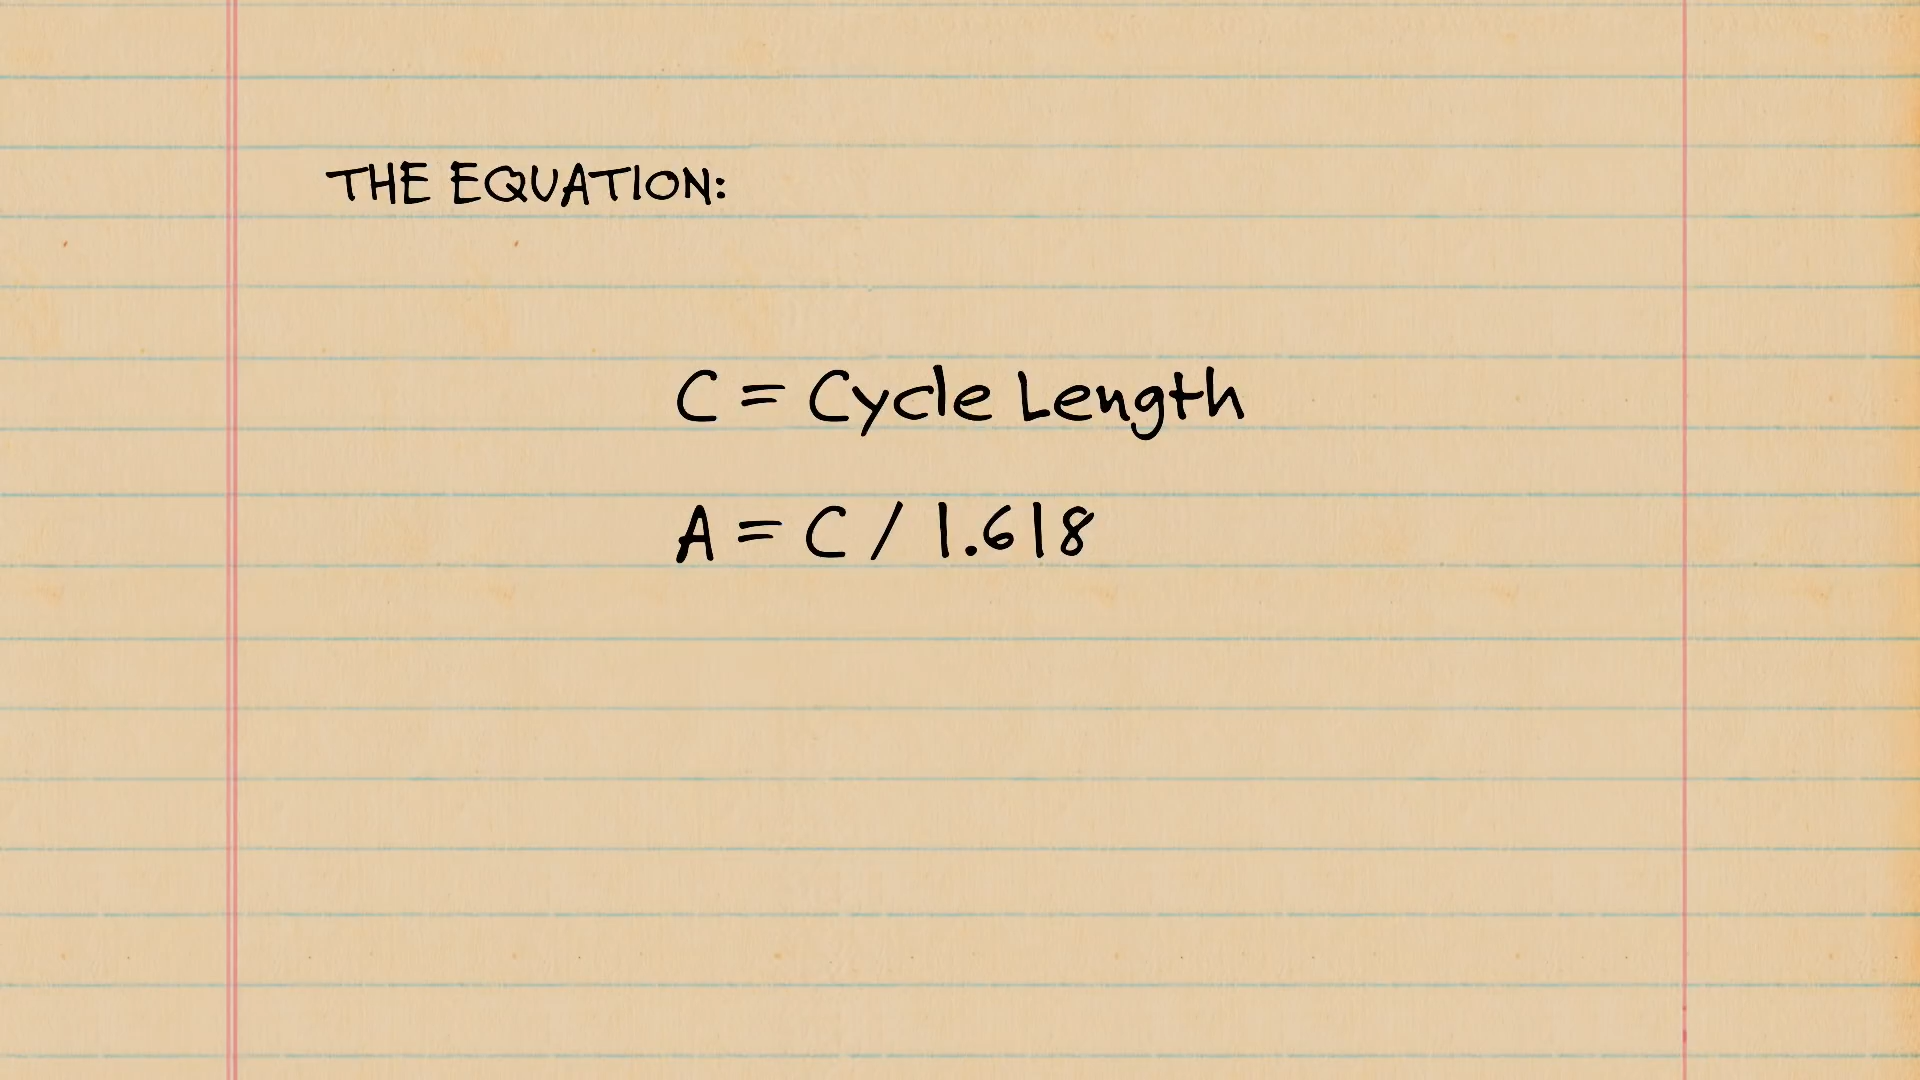 THE EQUATION:
C = Cycle Length
A = C / 1.618